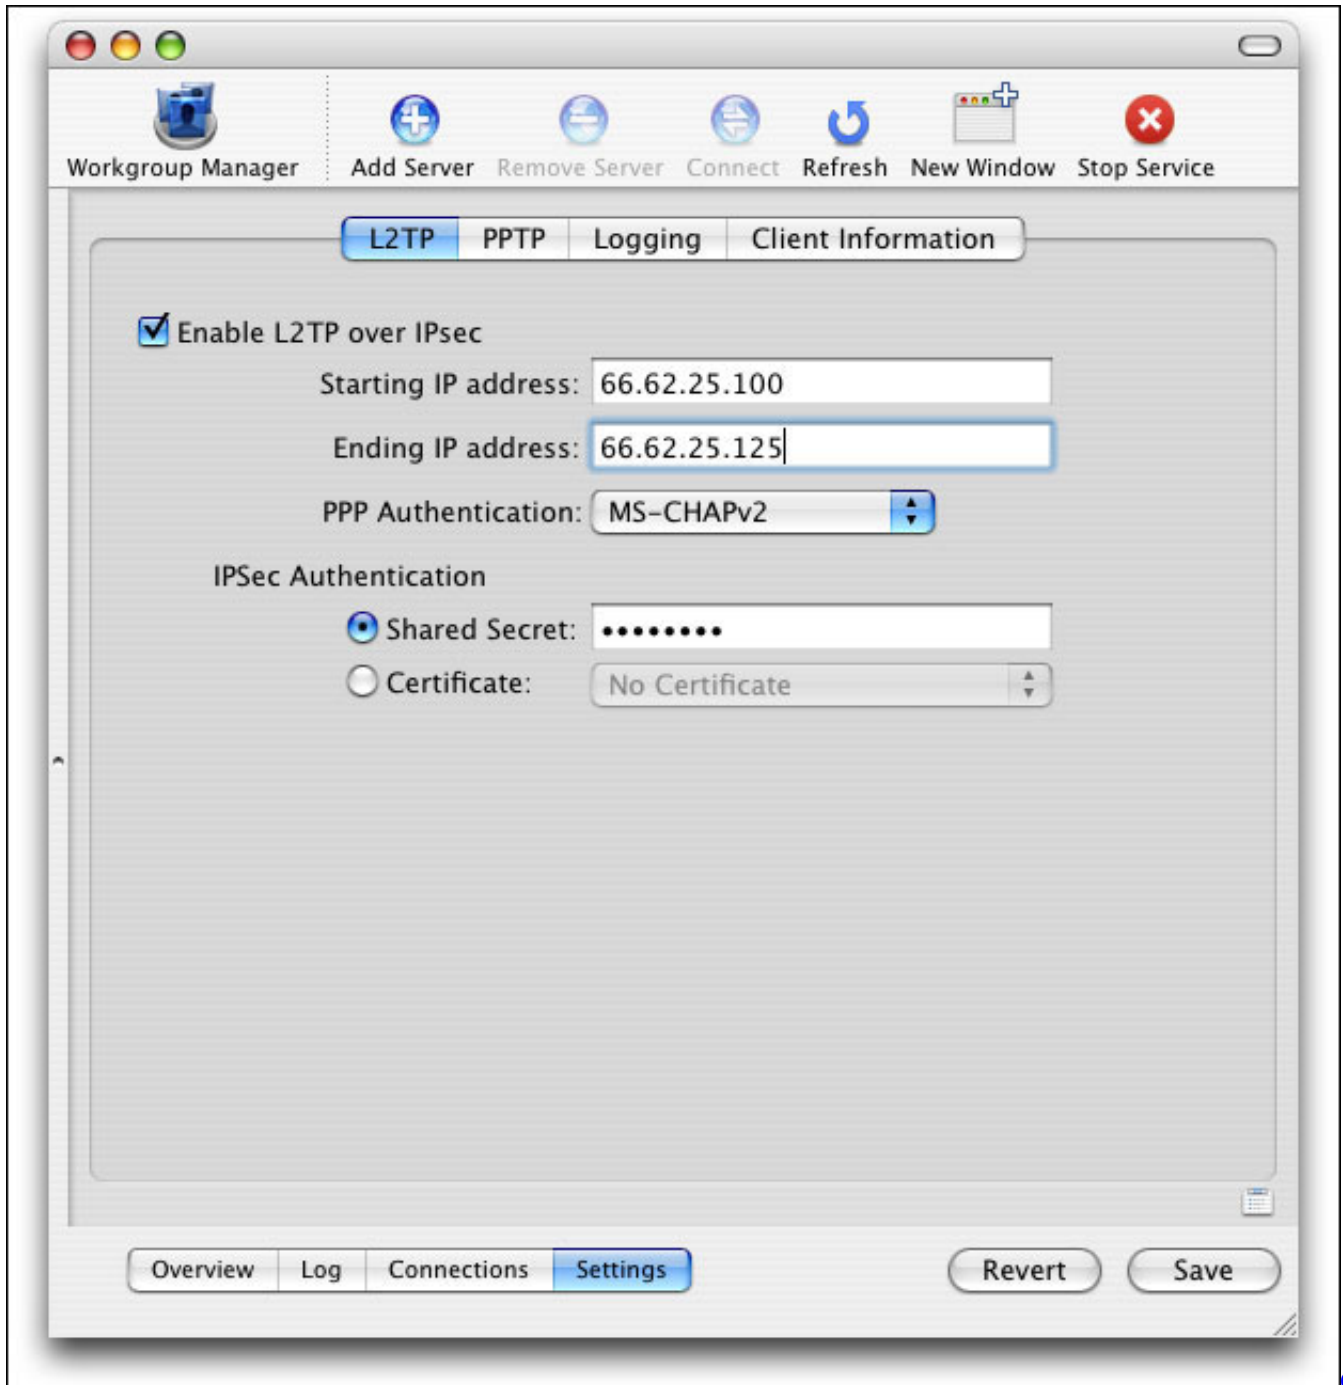 Workgroup Manager Add Server Remove Server Connect Refresh New Window Stop Service
L2TP PPTP Logging Client Information
Enable L2TP over IPsec
Starting IP address: 66.62.25.100
Ending IP address: 66.62.25.125
PPP Authentication: MS-CHAPv2
IPSec Authentication
Shared Secret: ••••••••
Certificate: No Certificate
Overview Log Connections Settings Revert Save